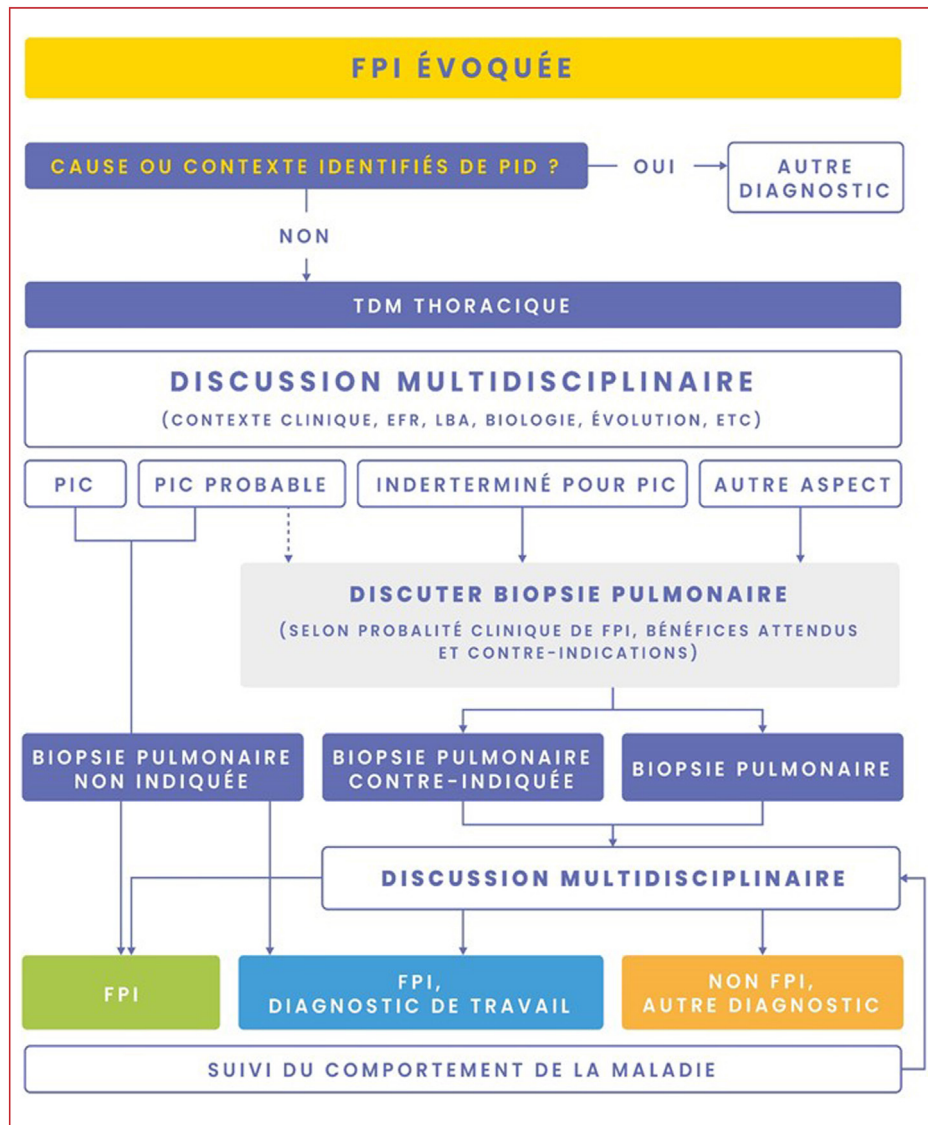 FPI ÉVOQUÉE
CAUSE OU CONTEXTE IDENTIFIÉS DE PID ?
OUI
AUTRE
DIAGNOSTIC
NON
TDM THORACIQUE
DISCUSSION MULTIDISCIPLINAIRE
(CONTEXTE CLINIQUE, EFR, LBA, BIOLOGIE, ÉVOLUTION, ETC)
PIC
PIC PROBABLE
INDERTERMINÉ POUR PIC
AUTRE ASPECT
DISCUTER BIOPSIE PULMONAIRE
(SELON PROBALITÉ CLINIQUE DE FPI, BÉNÉFICES ATTENDUS
ET CONTRE-INDICATIONS)
BIOPSIE PULMONAIRE
NON INDIQUÉE
BIOPSIE PULMONAIRE
CONTRE-INDIQUÉE
BIOPSIE PULMONAIRE
DISCUSSION MULTIDISCIPLINAIRE
FPI
FPI,
DIAGNOSTIC DE TRAVAIL
NON FPI,
AUTRE DIAGNOSTIC
SUIVI DU COMPORTEMENT DE LA MALADIE